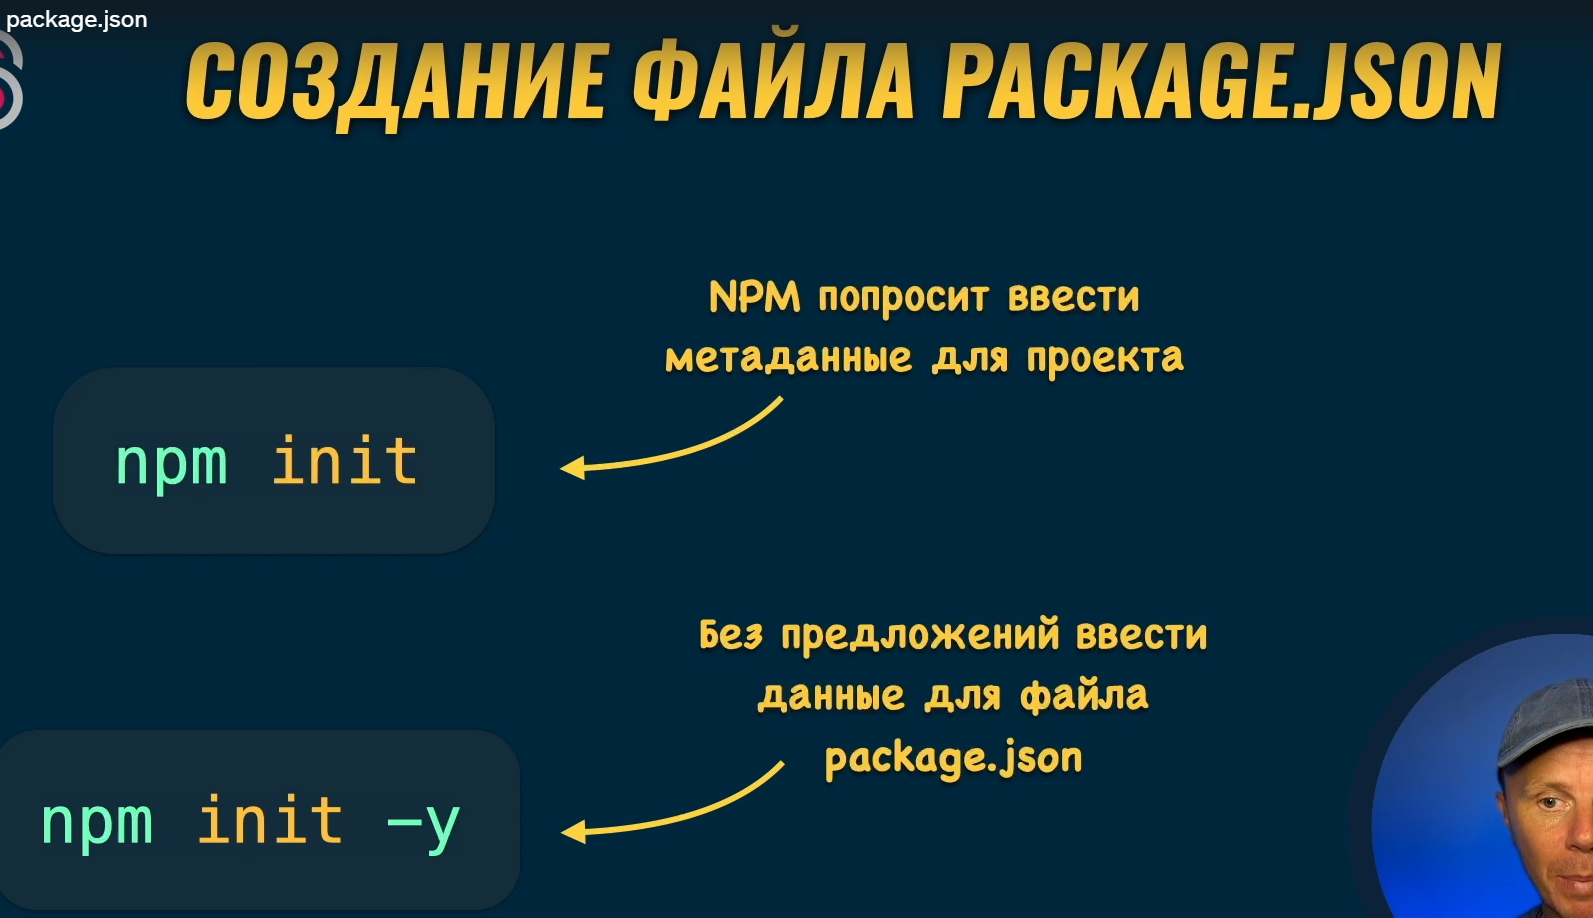 package.json
СОЗДАНИЕ ФАЙЛА PACKAGE.JSON
NPM попросит ввести
метаданные для проекта
npm init
Без предложений ввести
данные для файла
package.json
npm init –y